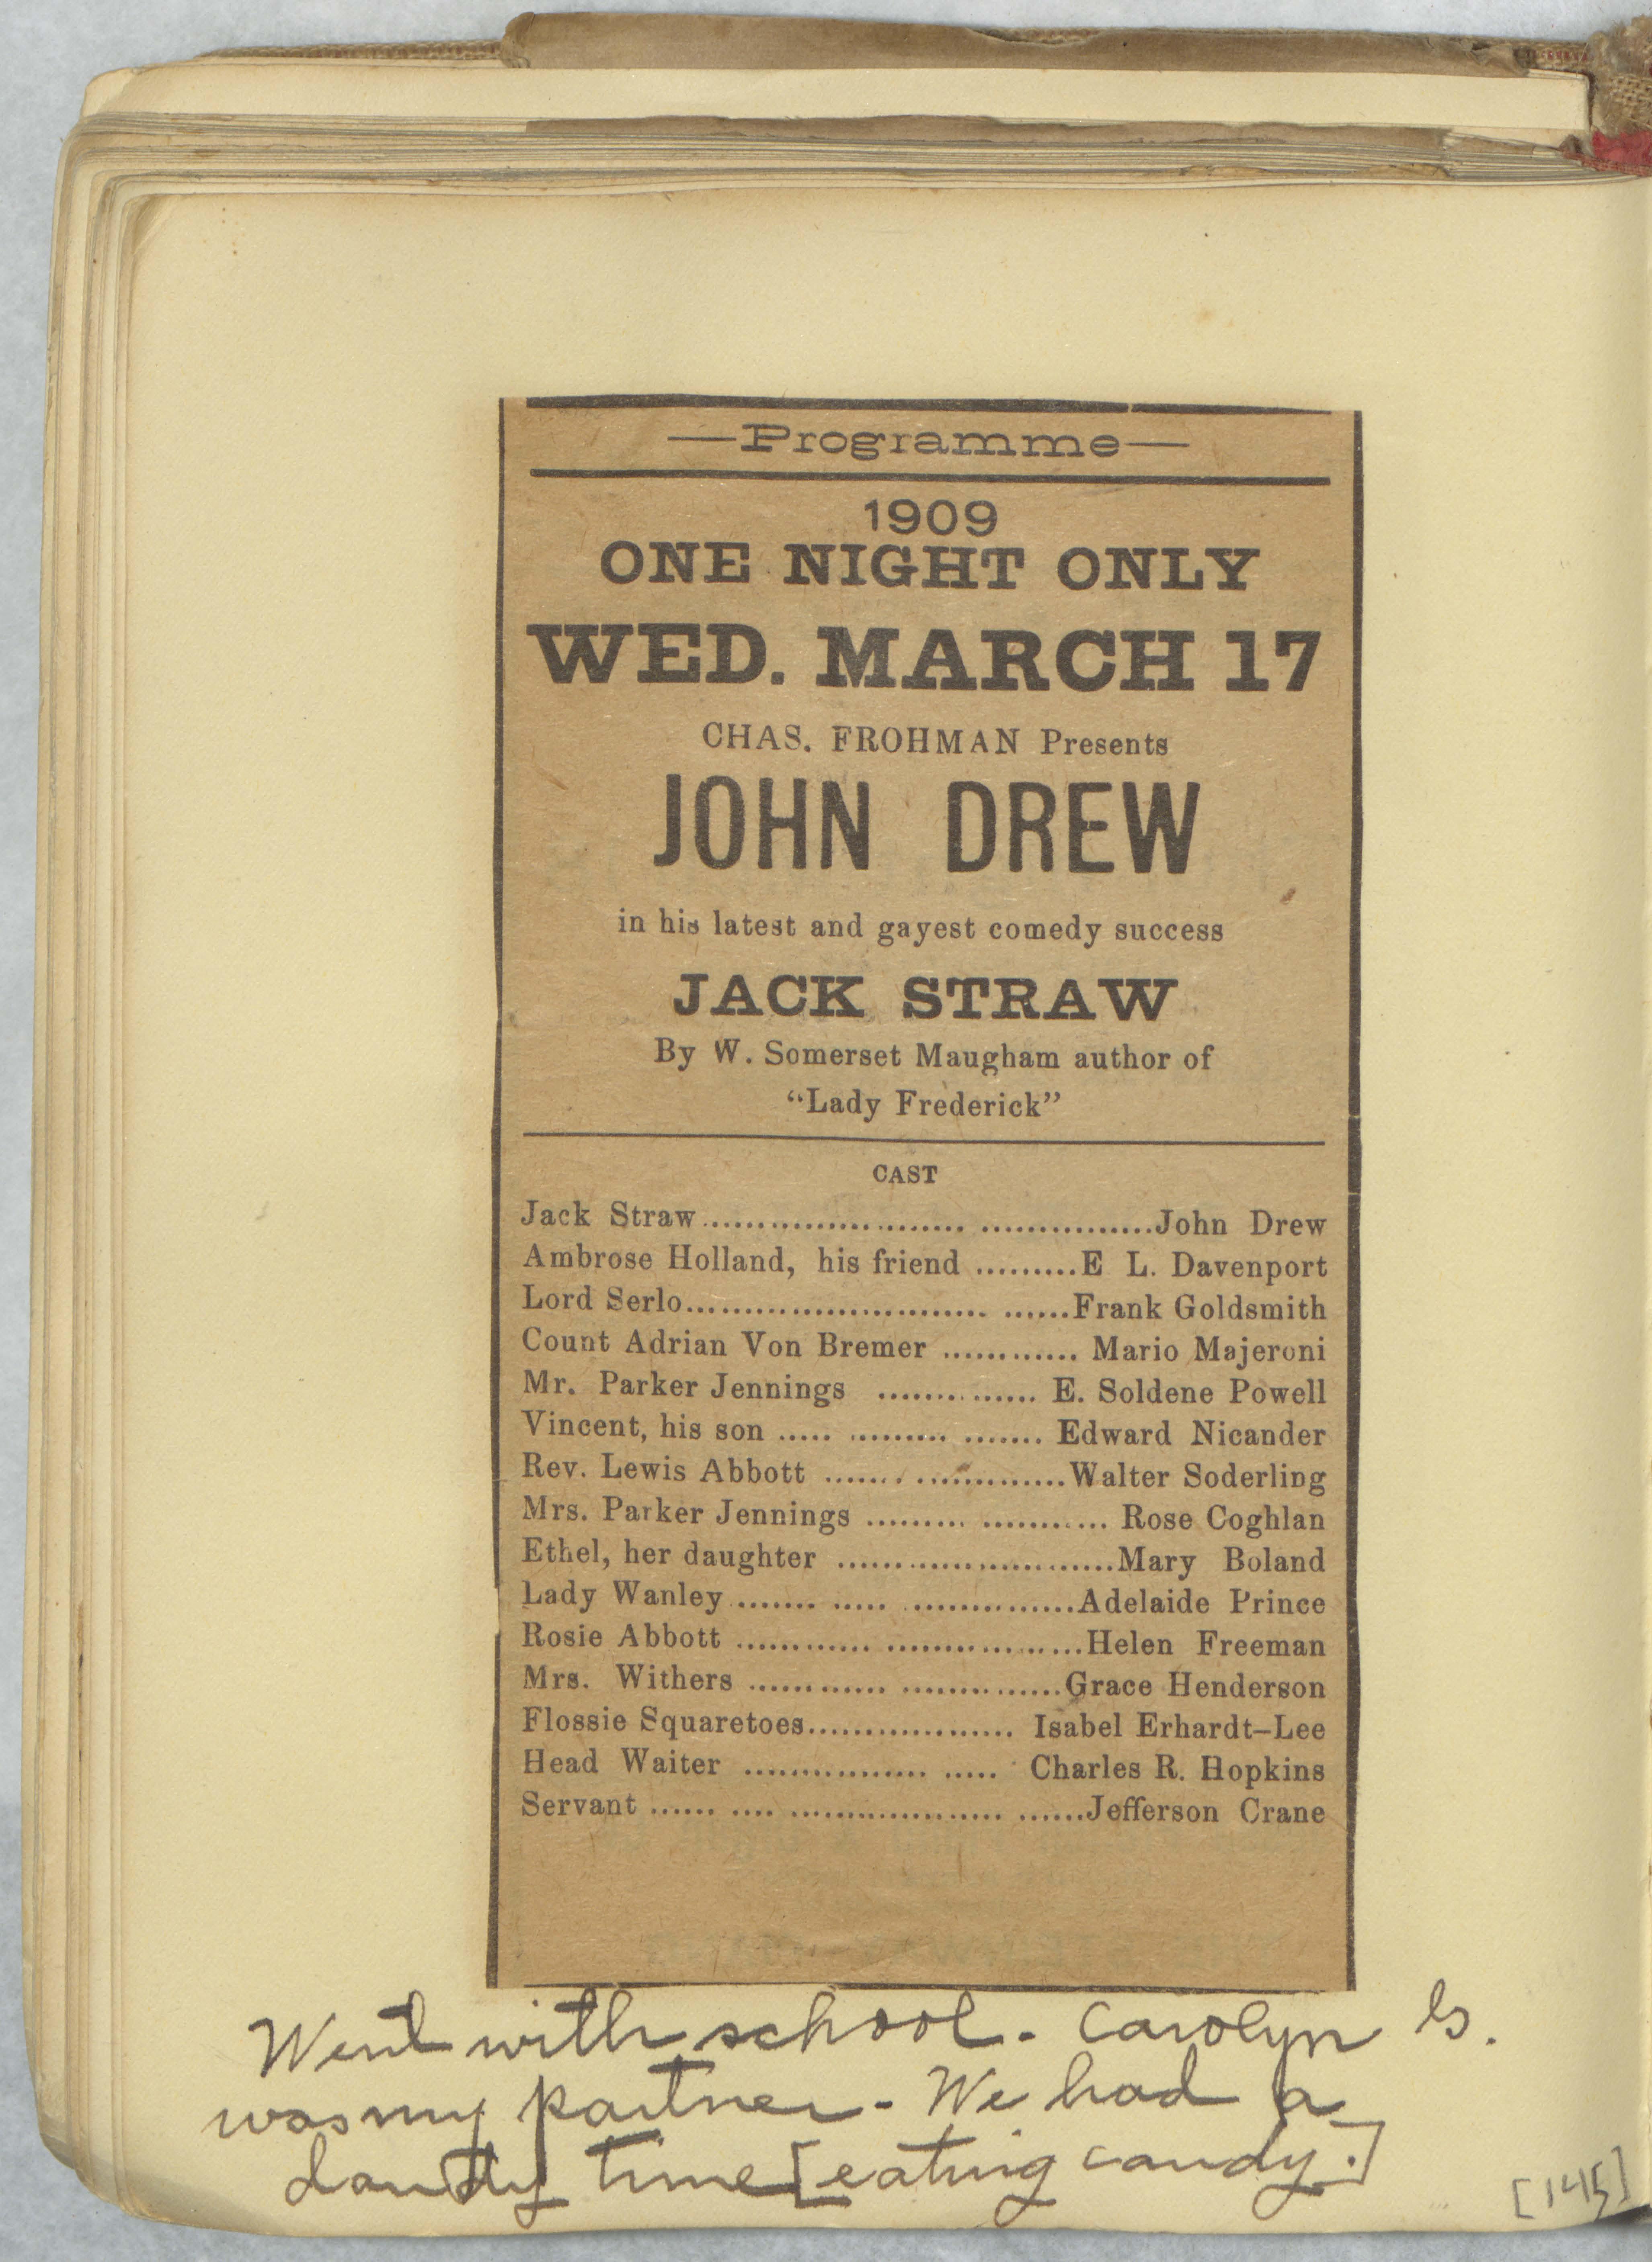 —Programme—
1909
ONE NIGHT ONLY
WED. MARCH 17
CHAS. FROHMAN Presents
JOHN DREW
in his latest and gayest comedy success
JACK STRAW
By W. Somerset Maugham author of
“Lady Frederick”
CAST
Jack Straw........................ ................John Drew
Ambrose Holland, his friend .........E L. Davenport
Lord Serlo........................... ......Frank Goldsmith
Count Adrian Von Bremer ............ Mario Majeroni
Mr. Parker Jennings .............. E. Soldene Powell
Vincent, his son ..... ......... ....... Edward Nicander
Rev. Lewis Abbott ....... .............Walter Soderling
Mrs. Parker Jennings ......... ........... Rose Coghlan
Ethel, her daughter .........................Mary Boland
Lady Wanley ....... ..... ...............Adelaide Prince
Rosie Abbott ............ ..................Helen Freeman
Mrs. Withers ............ ..............Grace Henderson
Flossie Squaretoes................... Isabel Erhardt–Lee
Head Waiter ................. ..... Charles R. Hopkins
Servant ...... .... ................... ......Jefferson Crane
Went with school. Carolyn
was my partner - We had a
time [eating candy.]
[145]